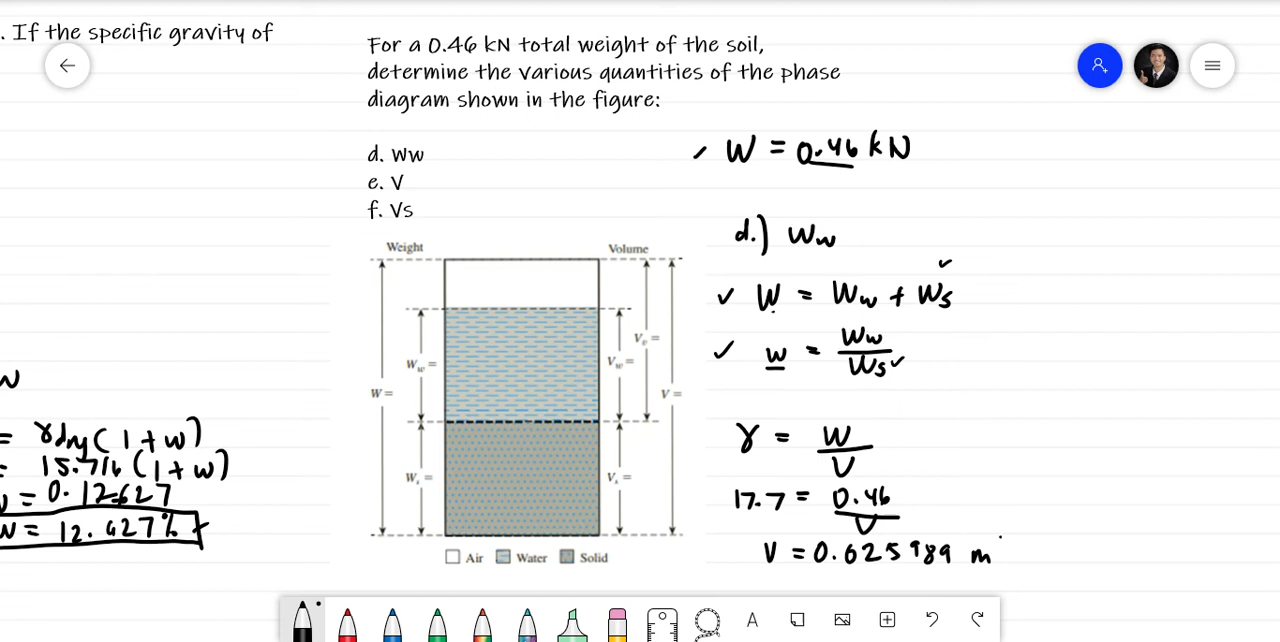 . If the specific gravity of
For a 0.46 kN total weight of the soil,
determine the various quantities of the phase
diagram shown in the figure:
d. Ww
e. V
f. Vs
Weight
Volume
W =
Ww =
Ws =
Vv =
Vw =
V =
Vs =
Air
Water
Solid
W = 0.46 kN
d.) Ww
W = Ww + Ws
w = Ww / Ws
γ = W / V
17.7 = 0.46 / V
V = 0.025989 m
= γdry (1 + w)
= 15.716 (1 + w)
= 0.12627
w = 12.627%
A